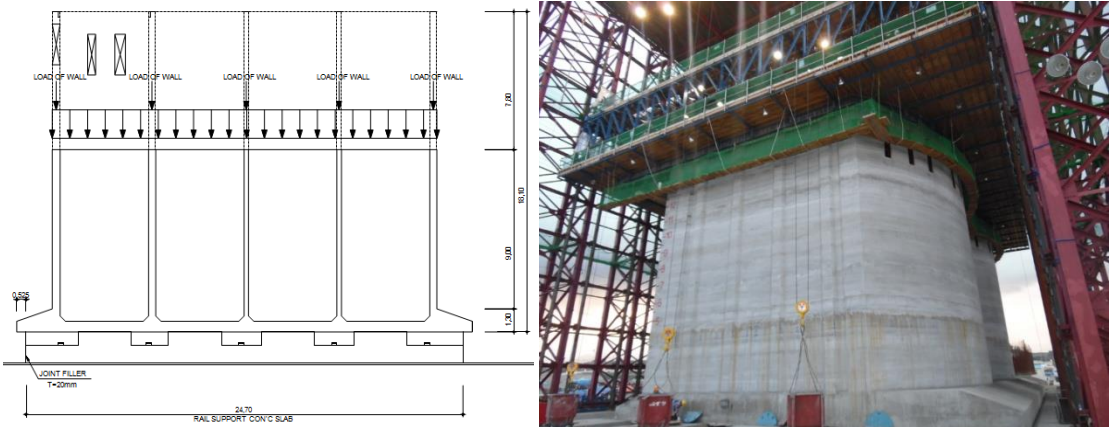 LOAD OF WALL
LOAD OF WALL
LOAD OF WALL
LOAD OF WALL
LOAD OF WALL
7,80
18,10
9,00
1,30
0,525
JOINT FILLER
T=20mm
24,70
RAIL SUPPORT CON'C SLAB